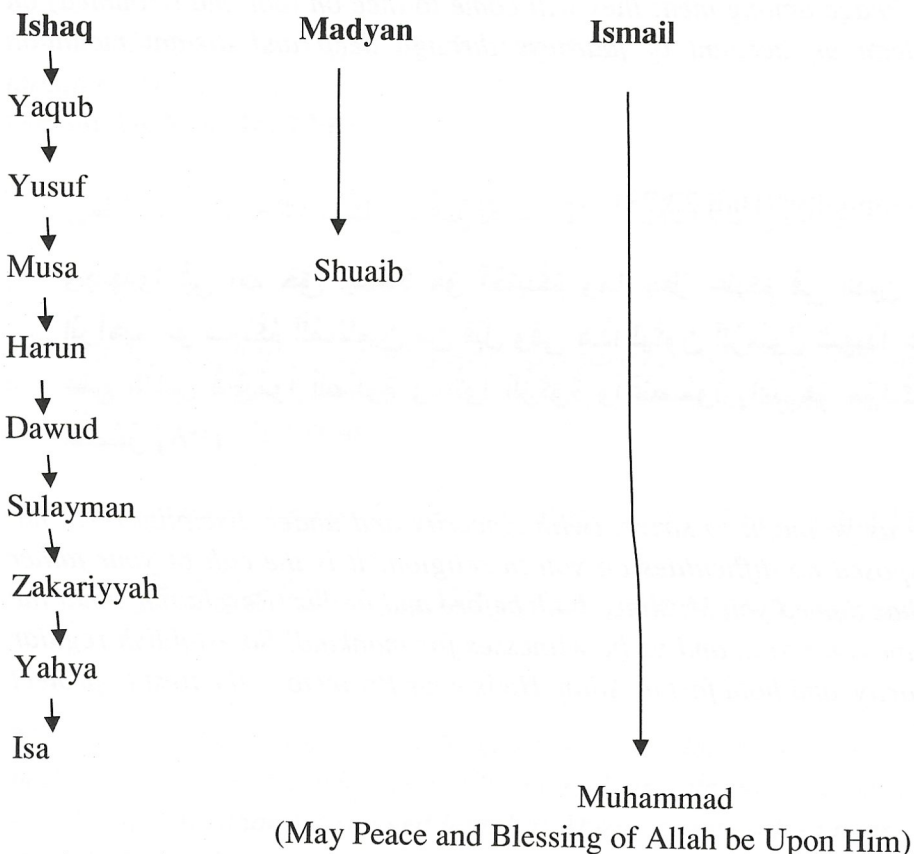 Ishaq Madyan Ismail
Yaqub
Yusuf
Musa Shuaib
Harun
Dawud
Sulayman
Zakariyyah
Yahya
Isa
Muhammad
(May Peace and Blessing of Allah be Upon Him)